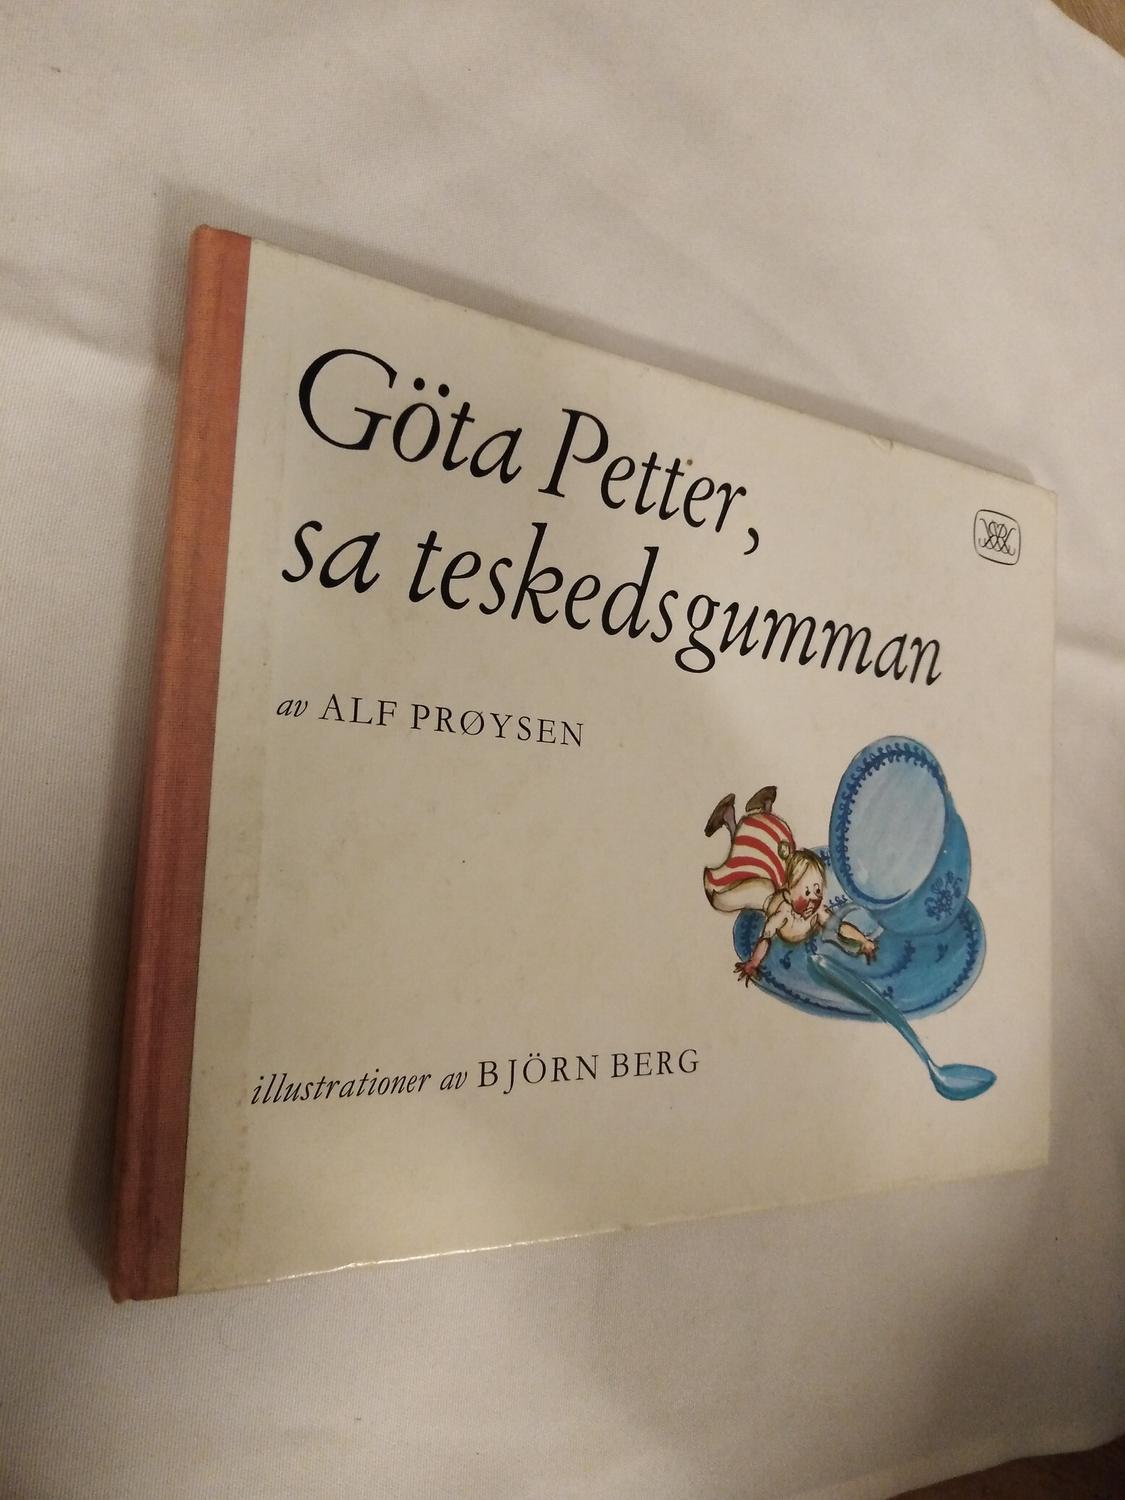 Göta Petter,
sa teskedsgumman
av ALF PRØYSEN
illustrationer av BJÖRN BERG